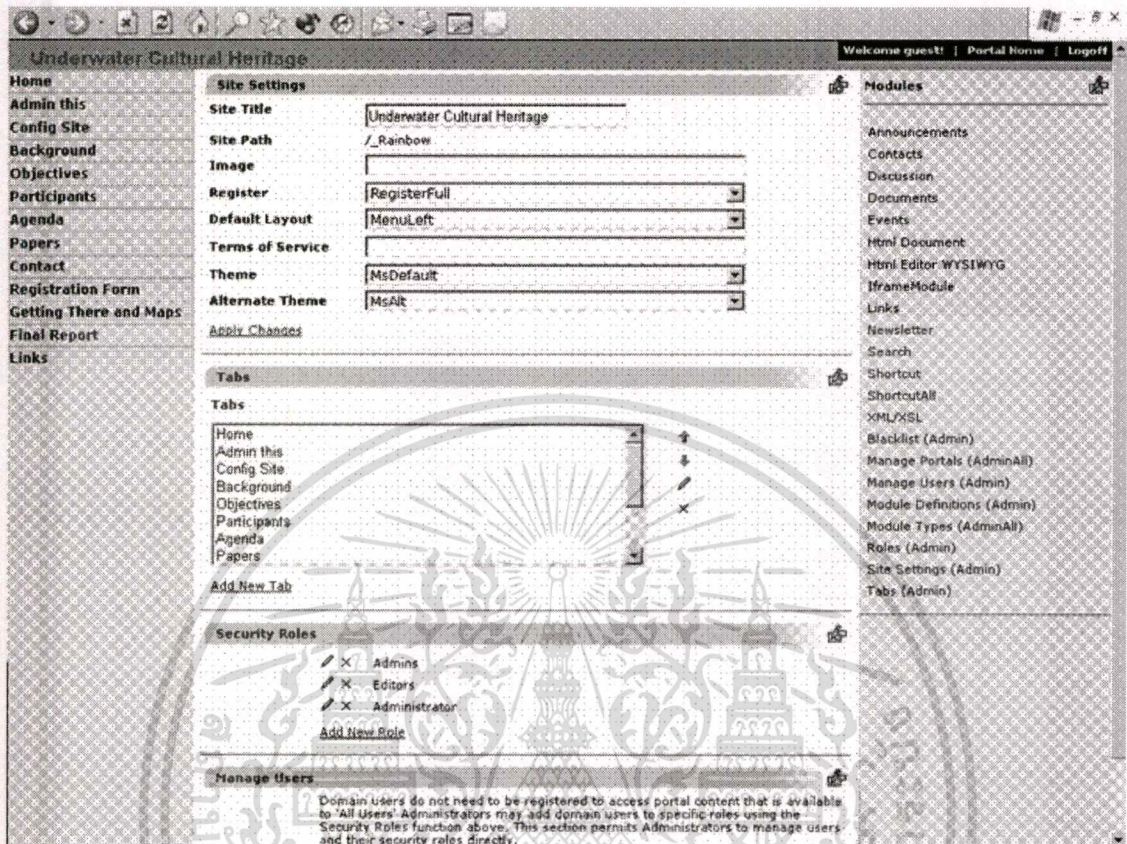 Underwater Cultural Heritage
Welcome guest! | Portal Home | Logoff
Home
Admin this
Config Site
Background
Objectives
Participants
Agenda
Papers
Contact
Registration Form
Getting There and Maps
Final Report
Links
Site Settings
Site Title Underwater Cultural Heritage
Site Path /_Rainbow
Image
Register RegisterFull
Default Layout MenuLeft
Terms of Service
Theme MsDefault
Alternate Theme MsAlt
Apply Changes
Tabs
Tabs
Home
Admin this
Config Site
Background
Objectives
Participants
Agenda
Papers
Add New Tab
Security Roles
Admins
Editors
Administrator
Add New Role
Manage Users
Domain users do not need to be registered to access portal content that is available
to 'All Users' Administrators may add domain users to specific roles using the
Security Roles function above. This section permits Administrators to manage users
and their security roles directly.
Modules
Announcements
Contacts
Discussion
Documents
Events
Html Document
Html Editor WYSIWYG
IframeModule
Links
Newsletter
Search
Shortcut
ShortcutAll
XML/XSL
Blacklist (Admin)
Manage Portals (AdminAll)
Manage Users (Admin)
Module Definitions (Admin)
Module Types (AdminAll)
Roles (Admin)
Site Settings (Admin)
Tabs (Admin)